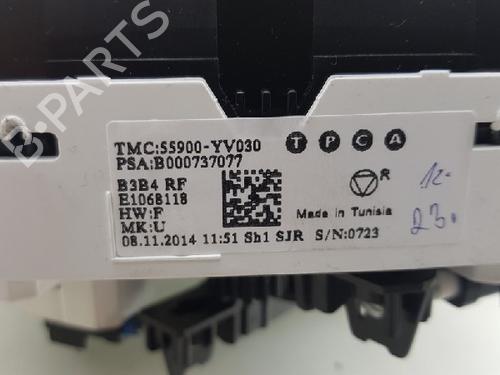 B-PARTS
TMC:55900-YV030 T P C A
PSA:B000737077
B3B4 RF
E1068118
HW:F
MK:U
R
Made in Tunisia
08.11.2014 11:51 Sh1 SJR S/N:0723
12-
23.